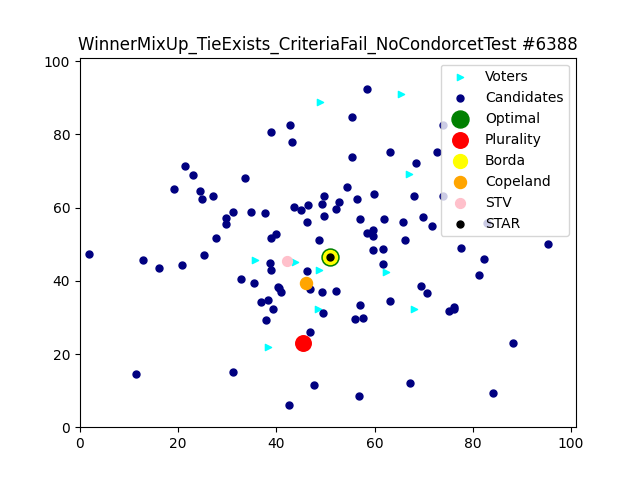 WinnerMixUp_TieExists_CriteriaFail_NoCondorcetTest #6388
100
80
60
40
20
0
0 20 40 60 80 100
Voters
Candidates
Optimal
Plurality
Borda
Copeland
STV
STAR